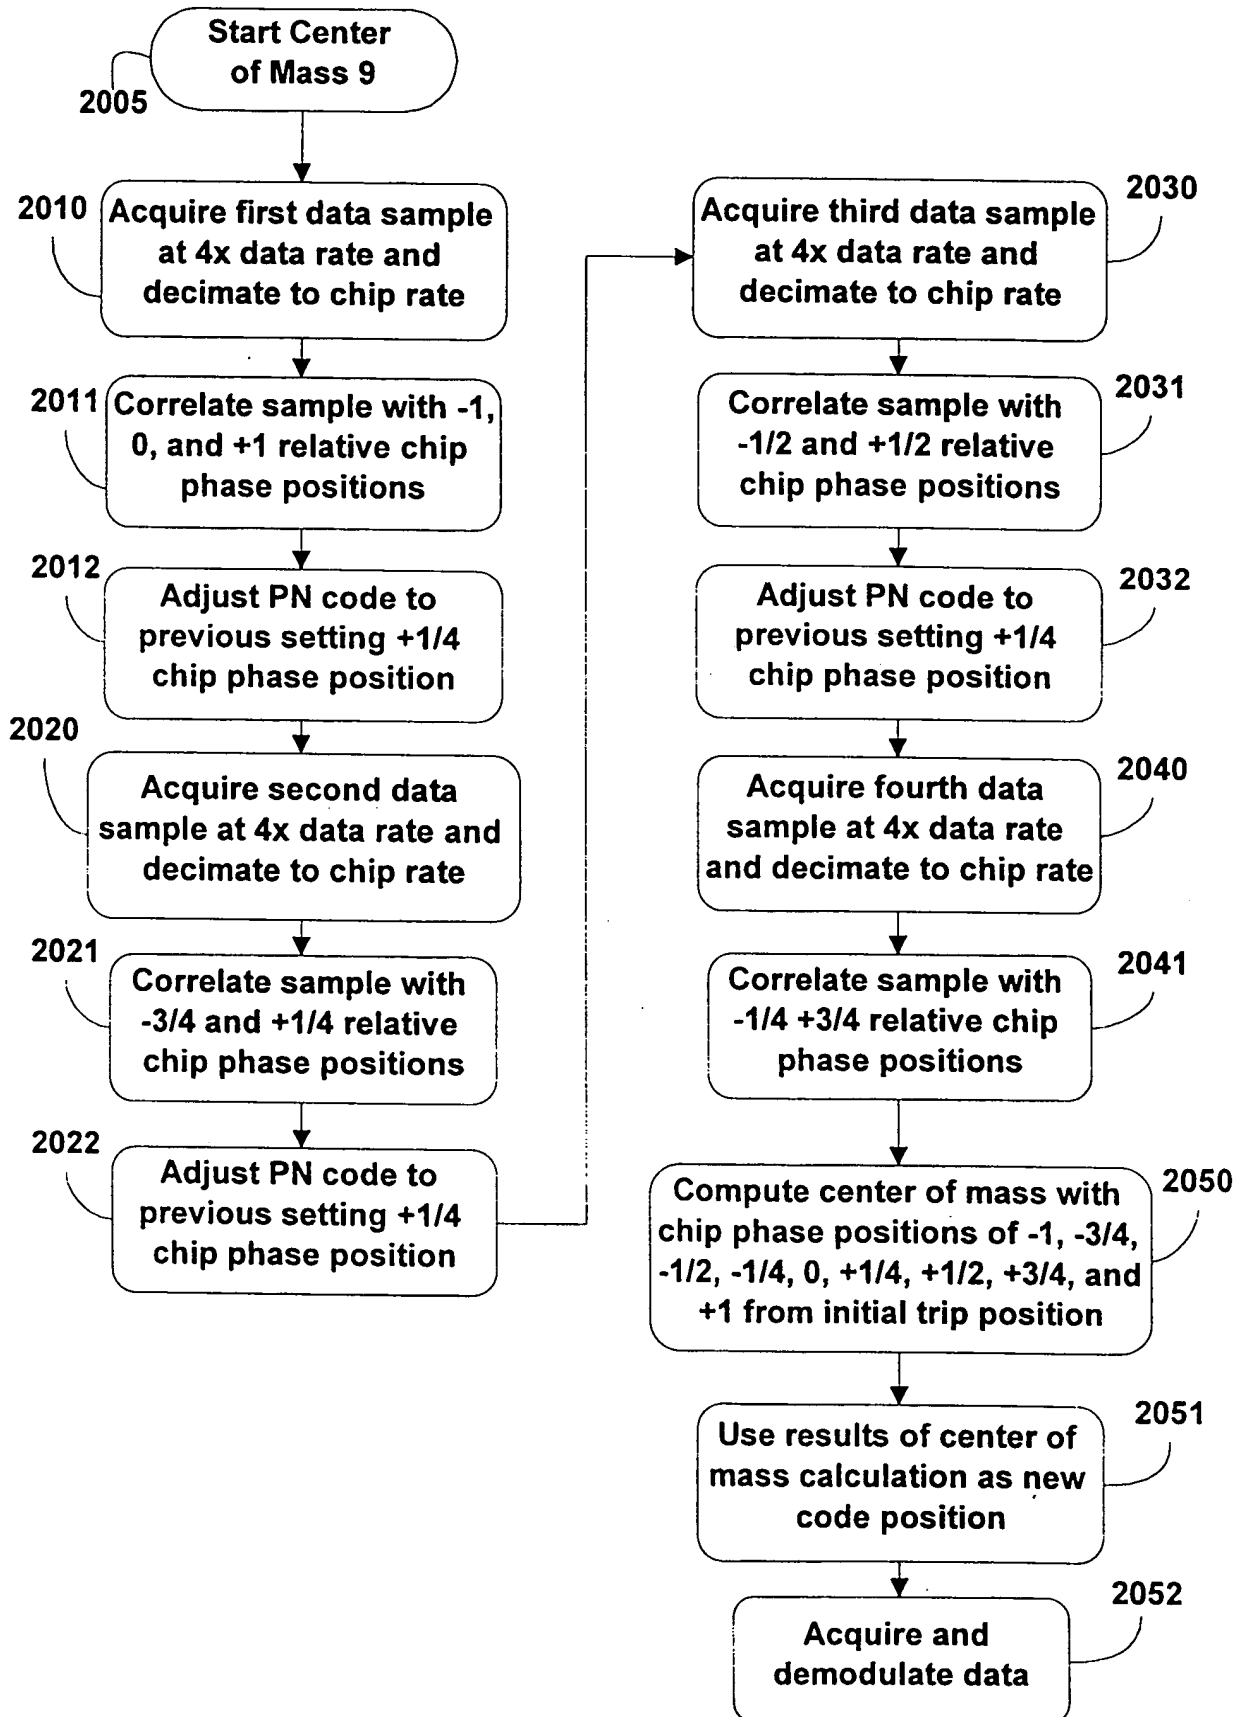 Start Center
of Mass 9
2005
2010
Acquire first data sample
at 4x data rate and
decimate to chip rate
2011
Correlate sample with -1,
0, and +1 relative chip
phase positions
2012
Adjust PN code to
previous setting +1/4
chip phase position
2020
Acquire second data
sample at 4x data rate and
decimate to chip rate
2021
Correlate sample with
-3/4 and +1/4 relative
chip phase positions
2022
Adjust PN code to
previous setting +1/4
chip phase position
2030
Acquire third data sample
at 4x data rate and
decimate to chip rate
2031
Correlate sample with
-1/2 and +1/2 relative
chip phase positions
2032
Adjust PN code to
previous setting +1/4
chip phase position
2040
Acquire fourth data
sample at 4x data rate
and decimate to chip rate
2041
Correlate sample with
-1/4 +3/4 relative chip
phase positions
2050
Compute center of mass with
chip phase positions of -1, -3/4,
-1/2, -1/4, 0, +1/4, +1/2, +3/4, and
+1 from initial trip position
2051
Use results of center of
mass calculation as new
code position
2052
Acquire and
demodulate data